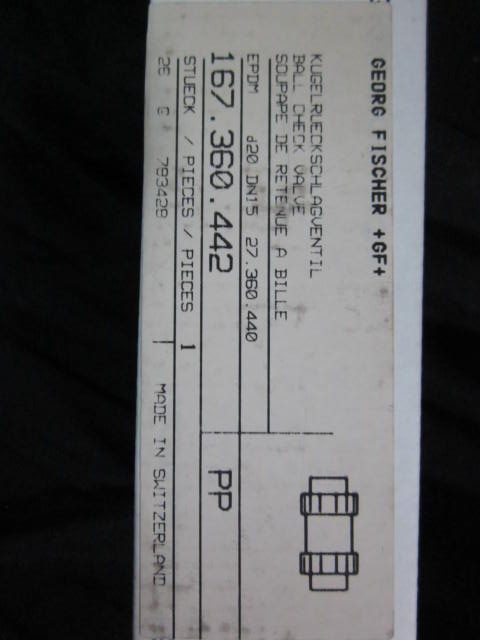 GEORG FISCHER +GF+
KUGELRUECKSCHLAGVENTIL
BALL CHECK VALVE
SOUPAPE DE RETENUE A BILLE
EPDM d20 DN15 27.360.440
167.360.442 PP
STUECK / PIECES / PIECES 1
793428 MADE IN SWITZERLAND